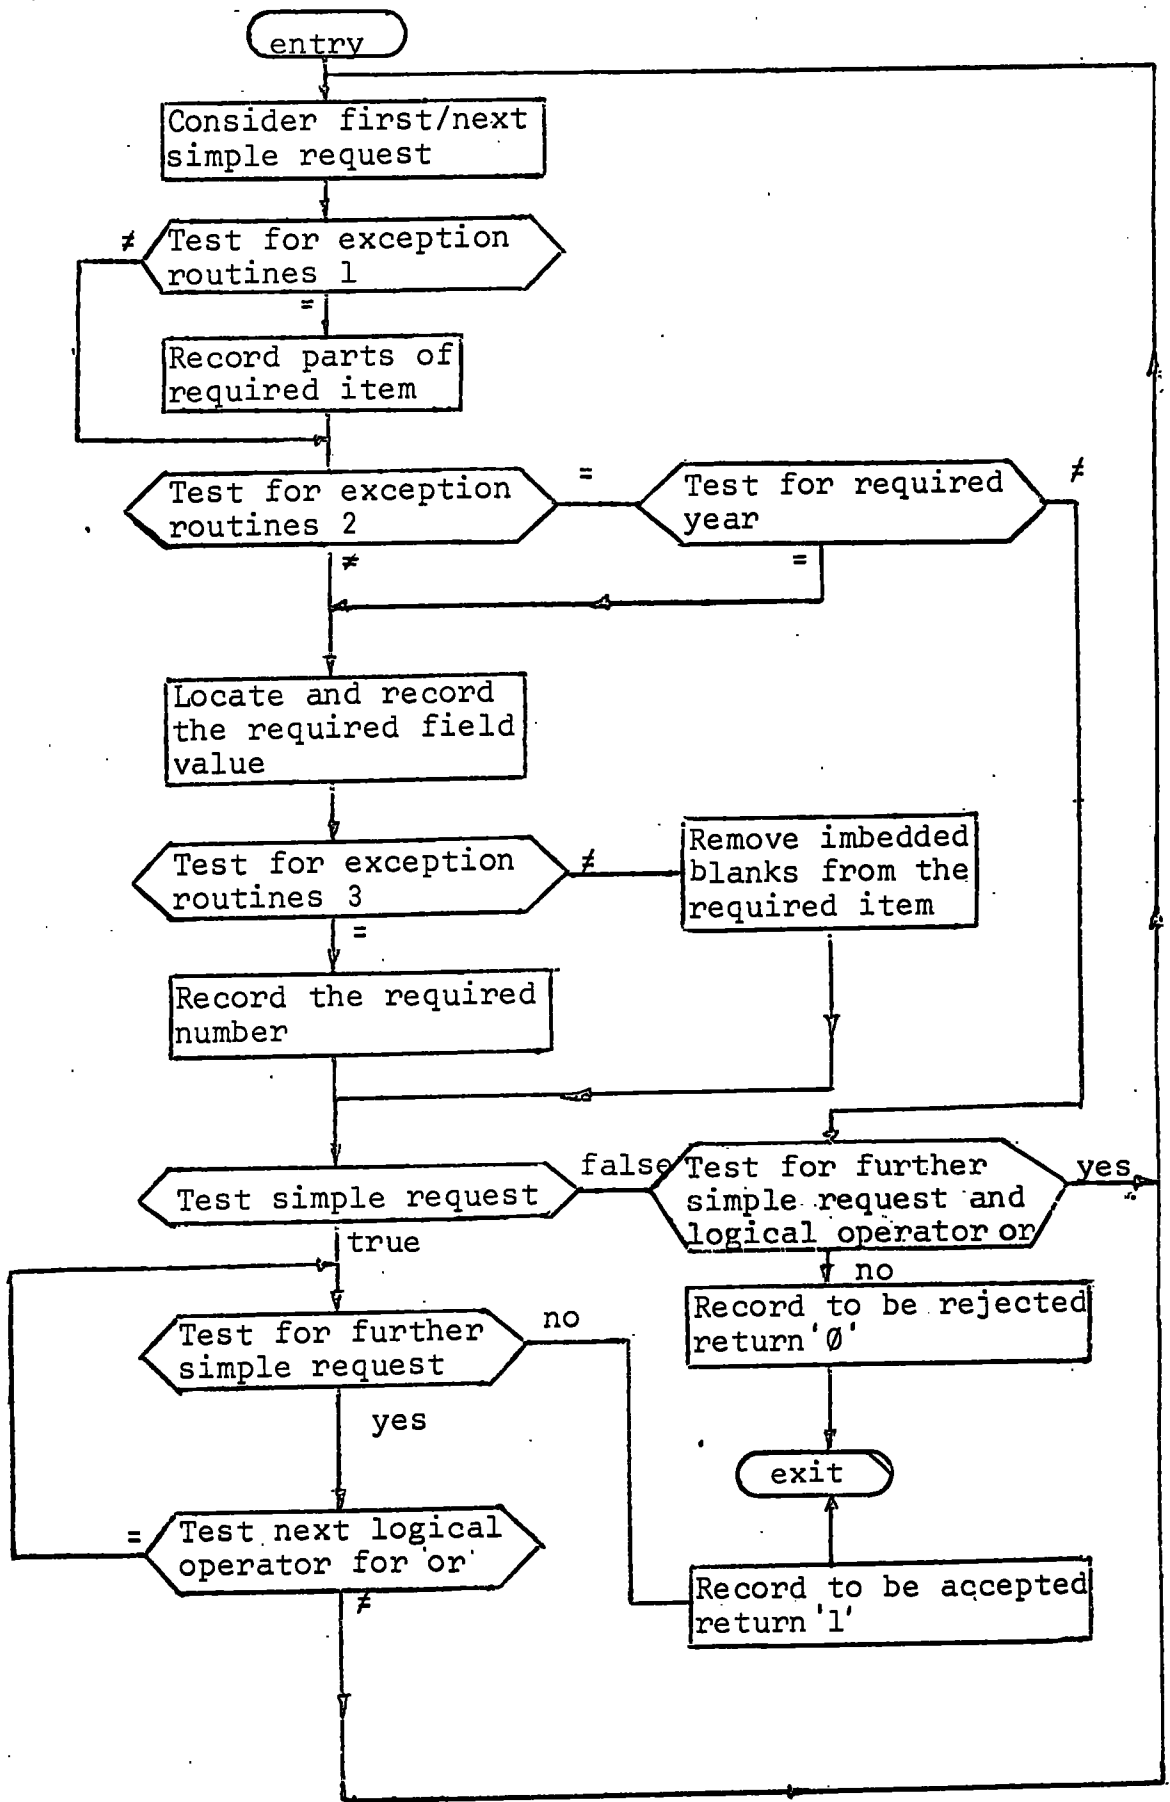 entry
Consider first/next
simple request
≠
Test for exception
routines 1
=
Record parts of
required item
Test for exception
routines 2
=
Test for required
year
≠
≠
=
Locate and record
the required field
value
Test for exception
routines 3
≠
Remove imbedded
blanks from the
required item
=
Record the required
number
Test simple request
false
Test for further
simple request and
logical operator or
yes
true
no
Record to be rejected
return '∅'
Test for further
simple request
no
yes
exit
=
Test next logical
operator for 'or'
≠
Record to be accepted
return '1'